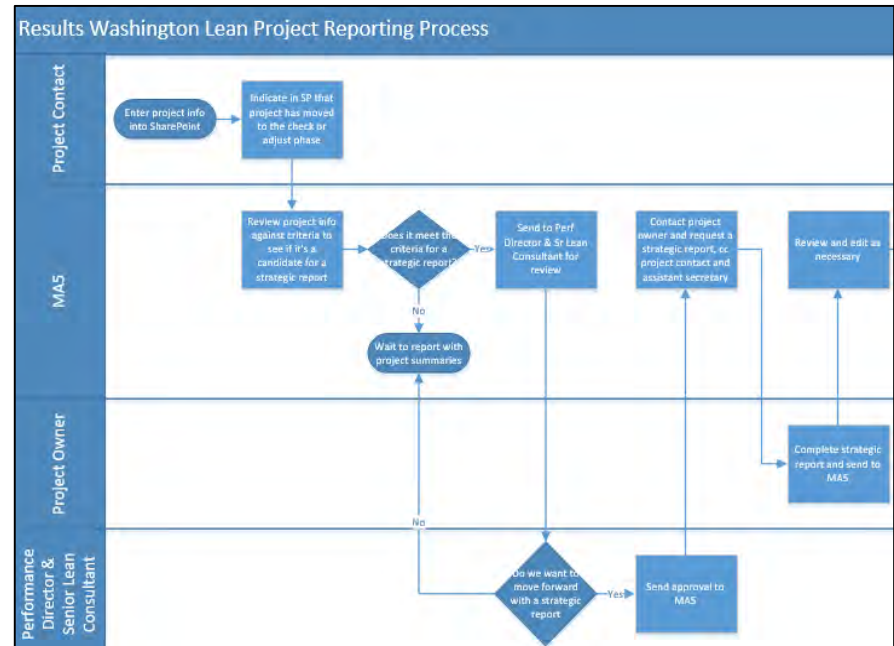 Results Washington Lean Project Reporting Process
Project Contact
Enter project info
into SharePoint
Indicate in SP that
project has moved
to the check or
adjust phase
MA5
Review project info
against criteria to
see if it's a
candidate for a
strategic report
Does it meet the
criteria for a
strategic report?
Yes
No
Wait to report with
project summaries
Send to Perf
Director & Sr Lean
Consultant for
review
Contact project
owner and request a
strategic report, cc
project contact and
assistant secretary
Review and edit as
necessary
Project Owner
Complete strategic
report and send to
MA5
Performance
Director &
Senior Lean
Consultant
No
Do we want to
move forward
with a strategic
report
Yes
Send approval to
MA5